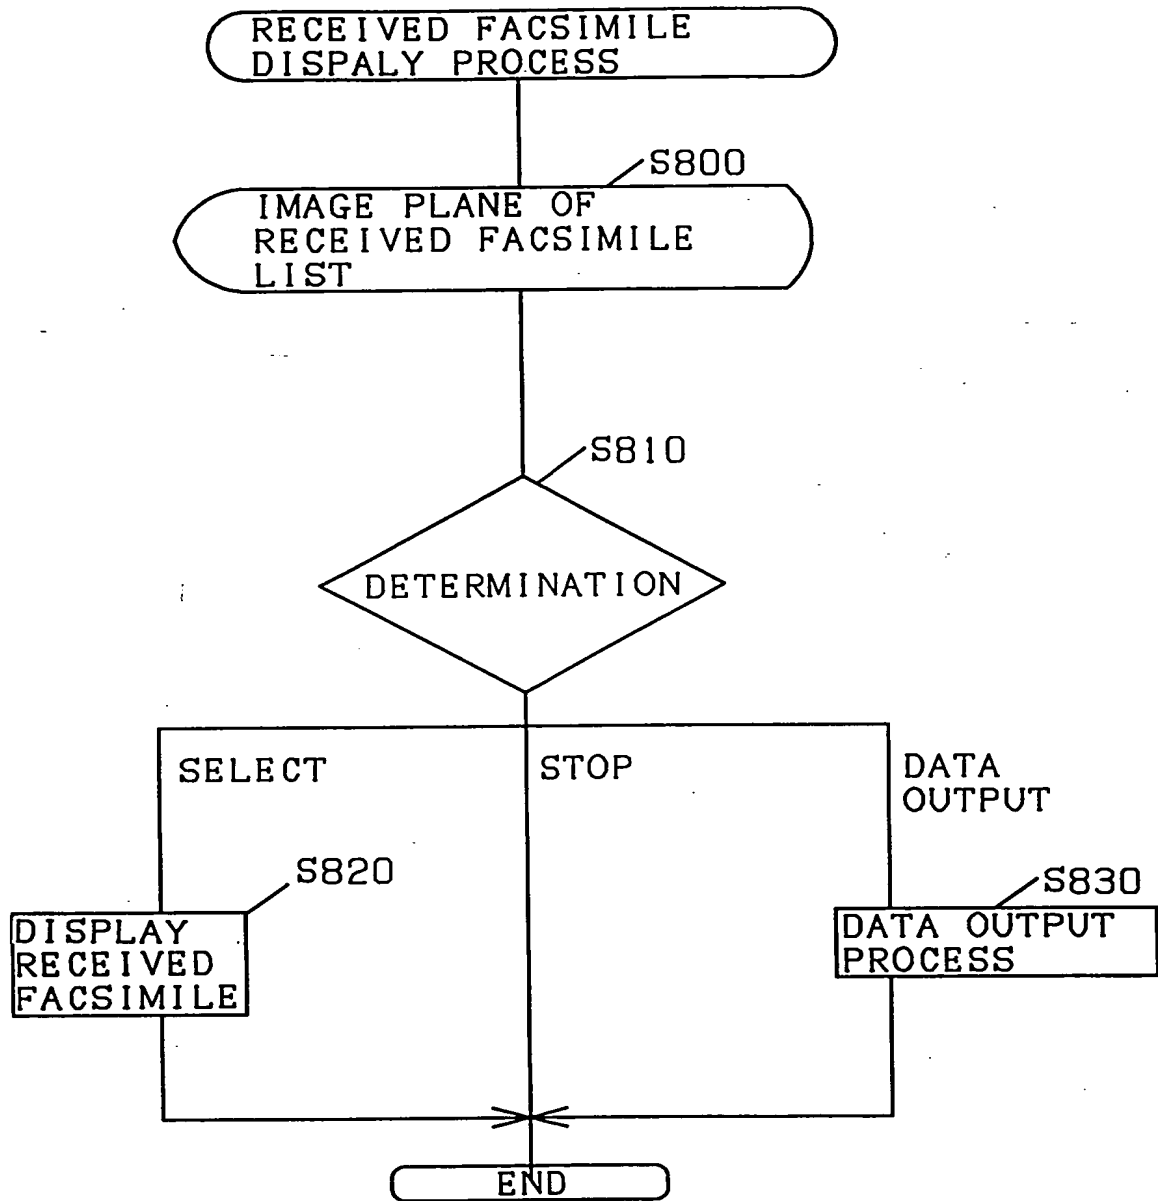 RECEIVED FACSIMILE
DISPALY PROCESS
S800
IMAGE PLANE OF
RECEIVED FACSIMILE
LIST
S810
DETERMINATION
SELECT
STOP
DATA
OUTPUT
S820
DISPLAY
RECEIVED
FACSIMILE
S830
DATA OUTPUT
PROCESS
END